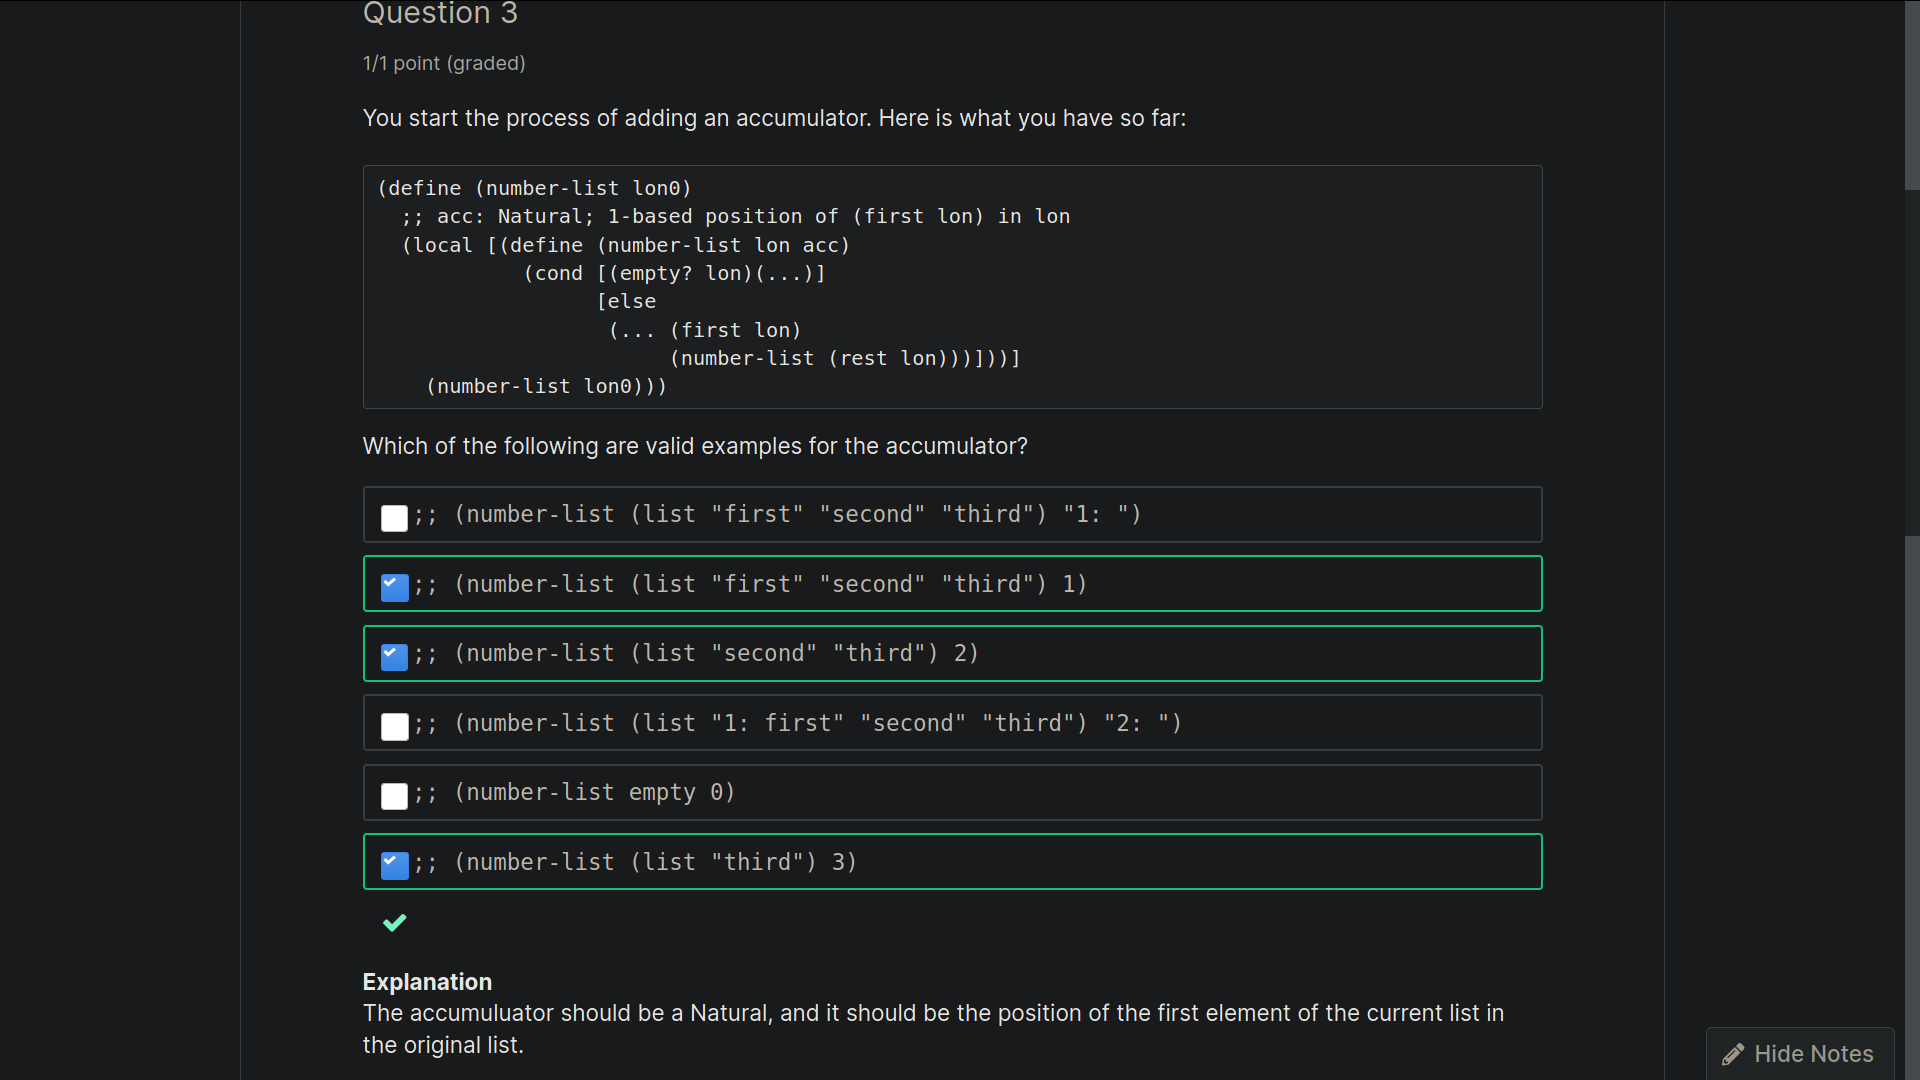 Question 3
1/1 point (graded)
You start the process of adding an accumulator. Here is what you have so far:
(define (number-list lon0)
  ;; acc: Natural; 1-based position of (first lon) in lon
  (local [(define (number-list lon acc)
            (cond [(empty? lon)(...)]
                  [else
                   (... (first lon)
                        (number-list (rest lon)))]))]
    (number-list lon0)))
Which of the following are valid examples for the accumulator?
;; (number-list (list "first" "second" "third") "1: ")
;; (number-list (list "first" "second" "third") 1)
;; (number-list (list "second" "third") 2)
;; (number-list (list "1: first" "second" "third") "2: ")
;; (number-list empty 0)
;; (number-list (list "third") 3)
Explanation
The accumuluator should be a Natural, and it should be the position of the first element of the current list in
the original list.
Hide Notes